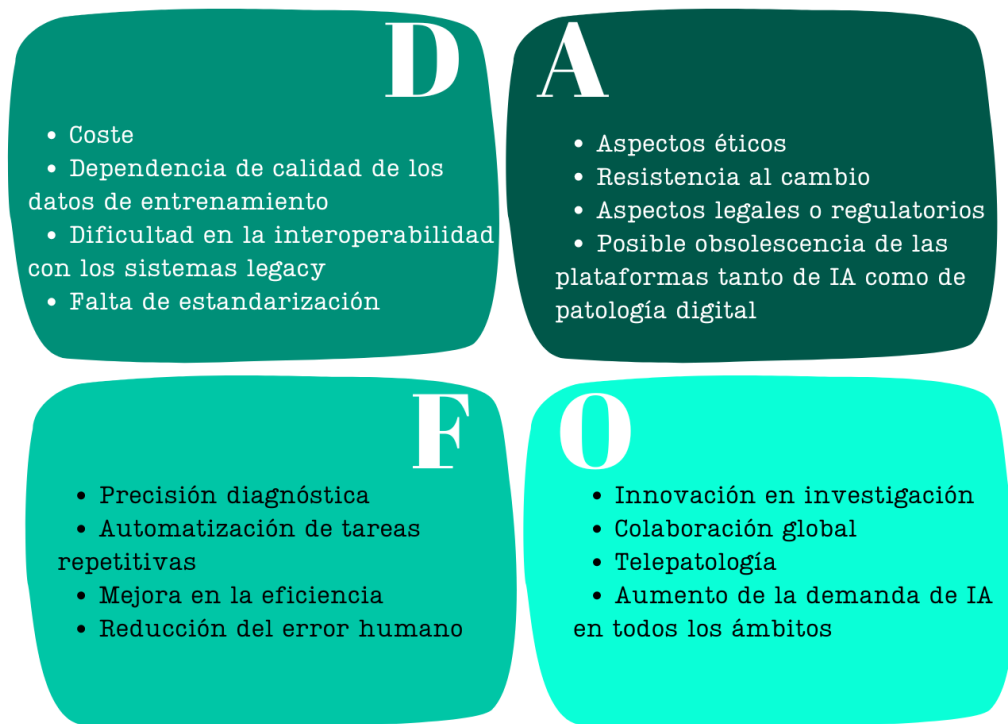 D
• Coste
• Dependencia de calidad de los
datos de entrenamiento
• Dificultad en la interoperabilidad
con los sistemas legacy
• Falta de estandarización
A
• Aspectos éticos
• Resistencia al cambio
• Aspectos legales o regulatorios
• Posible obsolescencia de las
plataformas tanto de IA como de
patología digital
F
• Precisión diagnóstica
• Automatización de tareas
repetitivas
• Mejora en la eficiencia
• Reducción del error humano
O
• Innovación en investigación
• Colaboración global
• Telepatología
• Aumento de la demanda de IA
en todos los ámbitos